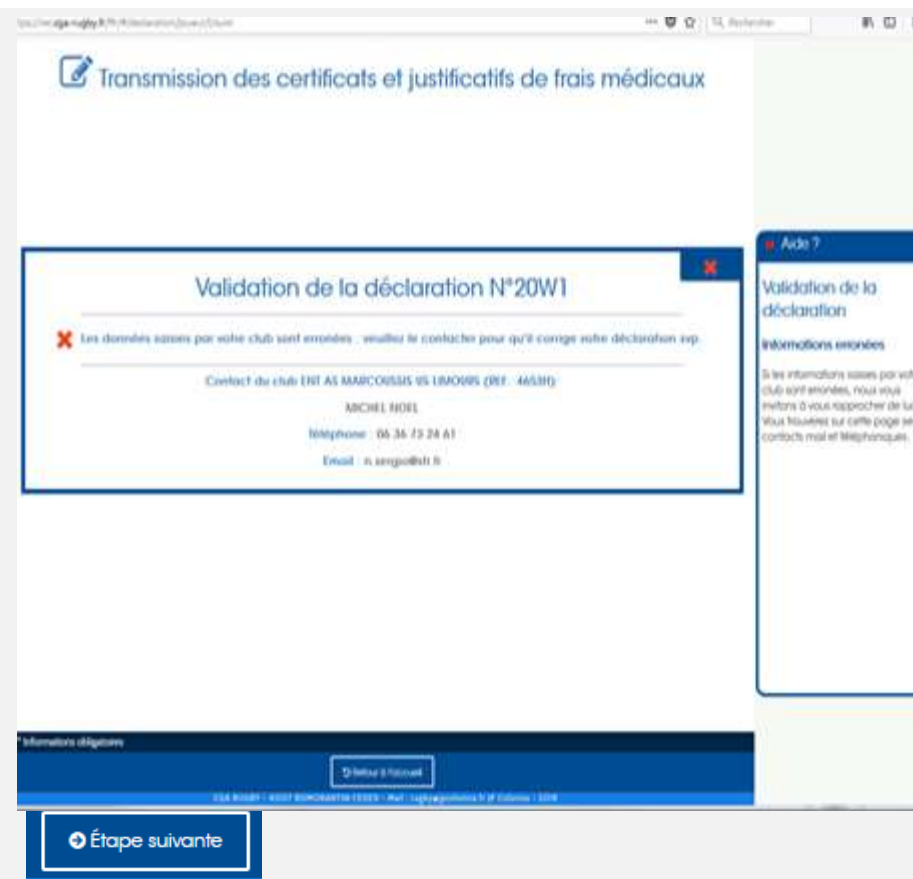 Rechercher
Transmission des certificats et justificatifs de frais médicaux
Aide ?
Validation de la déclaration N°20W1
Validation de la
déclaration
Les données saisies par votre club sont erronées : veuillez le contacter pour qu'il corrige votre déclaration svp.
Informations erronées
Contact du club ENT AS MARCOUSSIS VS LIMOURS (REF. : 4653H)
Si les informations saisies par vot
club sont erronées, nous vous
invitons à vous rapprocher de lui
Vous trouverez sur cette page se
contacts mail et téléphoniques.
MICHEL NOEL
Téléphone : 06 36 73 24 61
Email :
* Informations obligatoires
Retour à l'accueil
Étape suivante